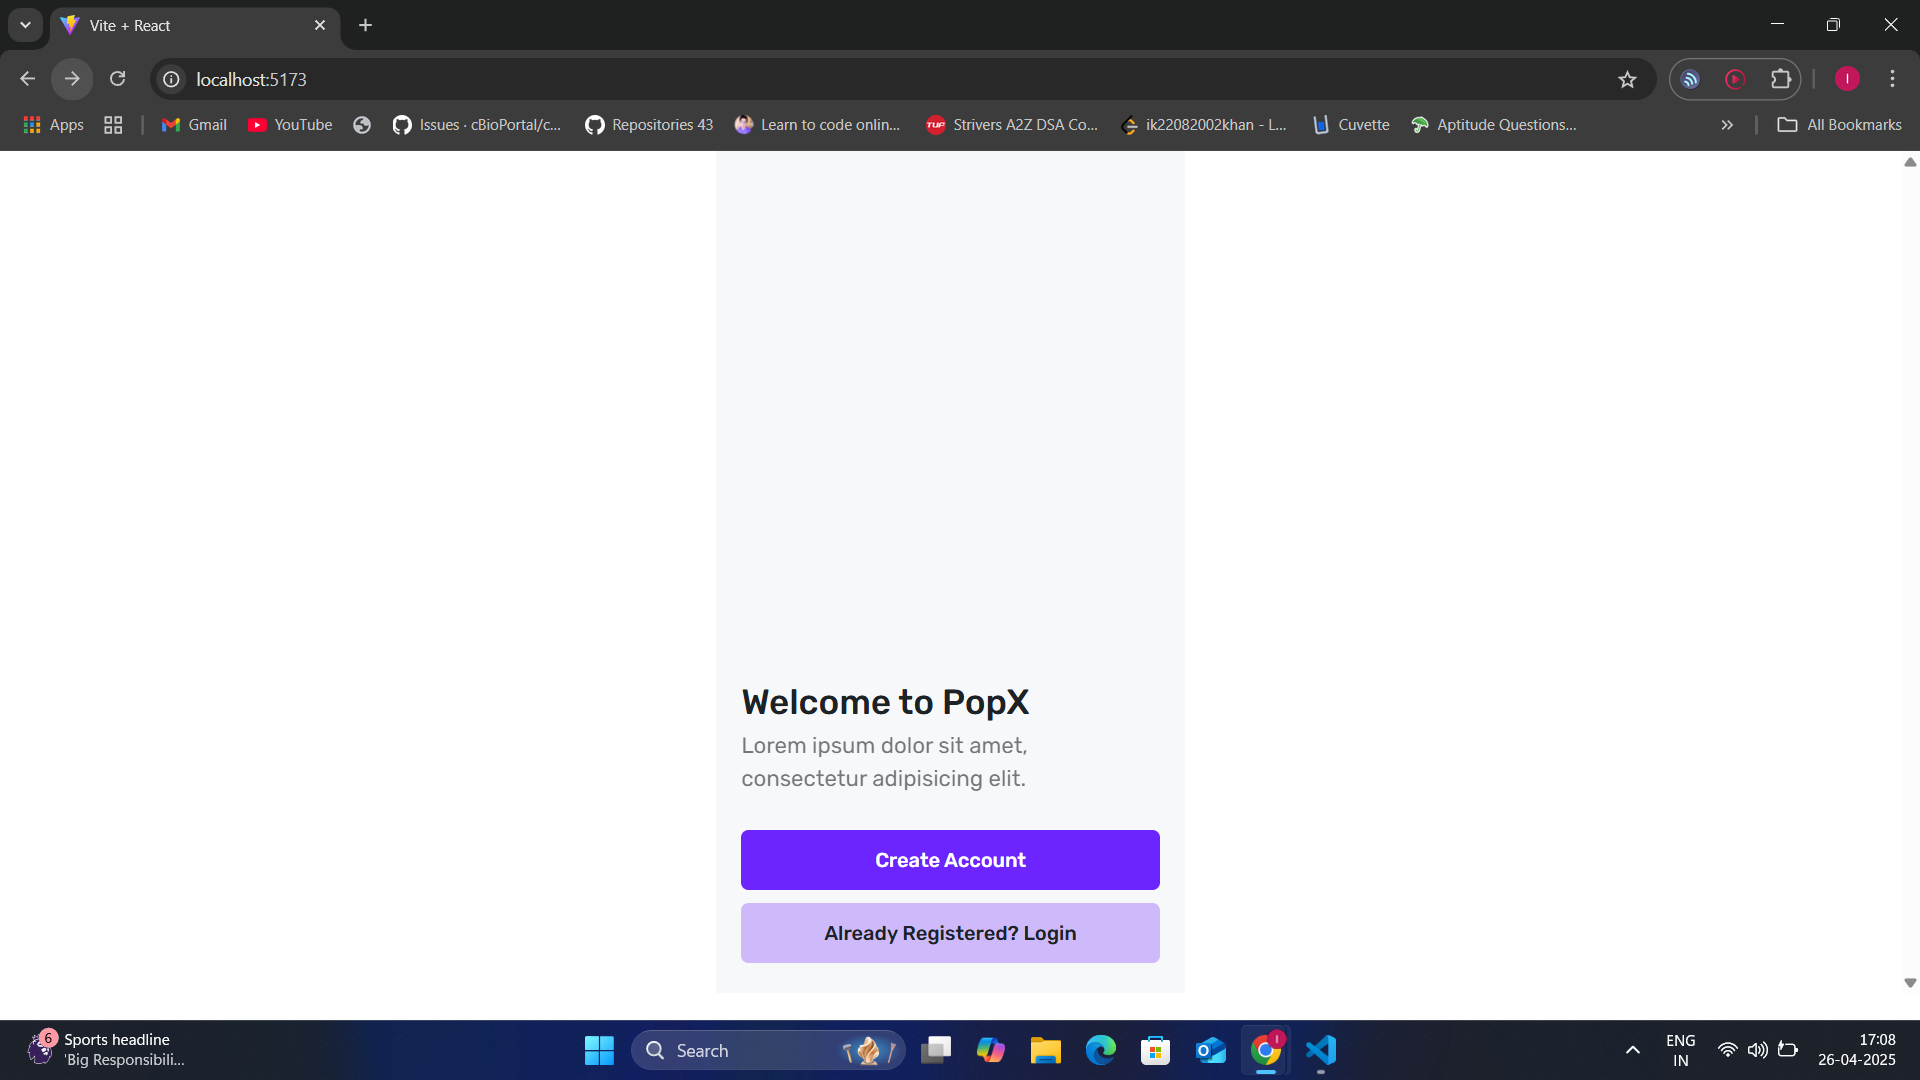 Vite + React
localhost:5173
I
Apps
Gmail
YouTube
Issues · cBioPortal/c...
Repositories 43
Learn to code onlin...
TUF
Strivers A2Z DSA Co...
ik22082002khan - L...
Cuvette
Aptitude Questions...
All Bookmarks
Welcome to PopX
Lorem ipsum dolor sit amet,
consectetur adipisicing elit.
Create Account
Already Registered? Login
6
Sports headline
'Big Responsibili...
Search
I
ENG
IN
17:08
26-04-2025